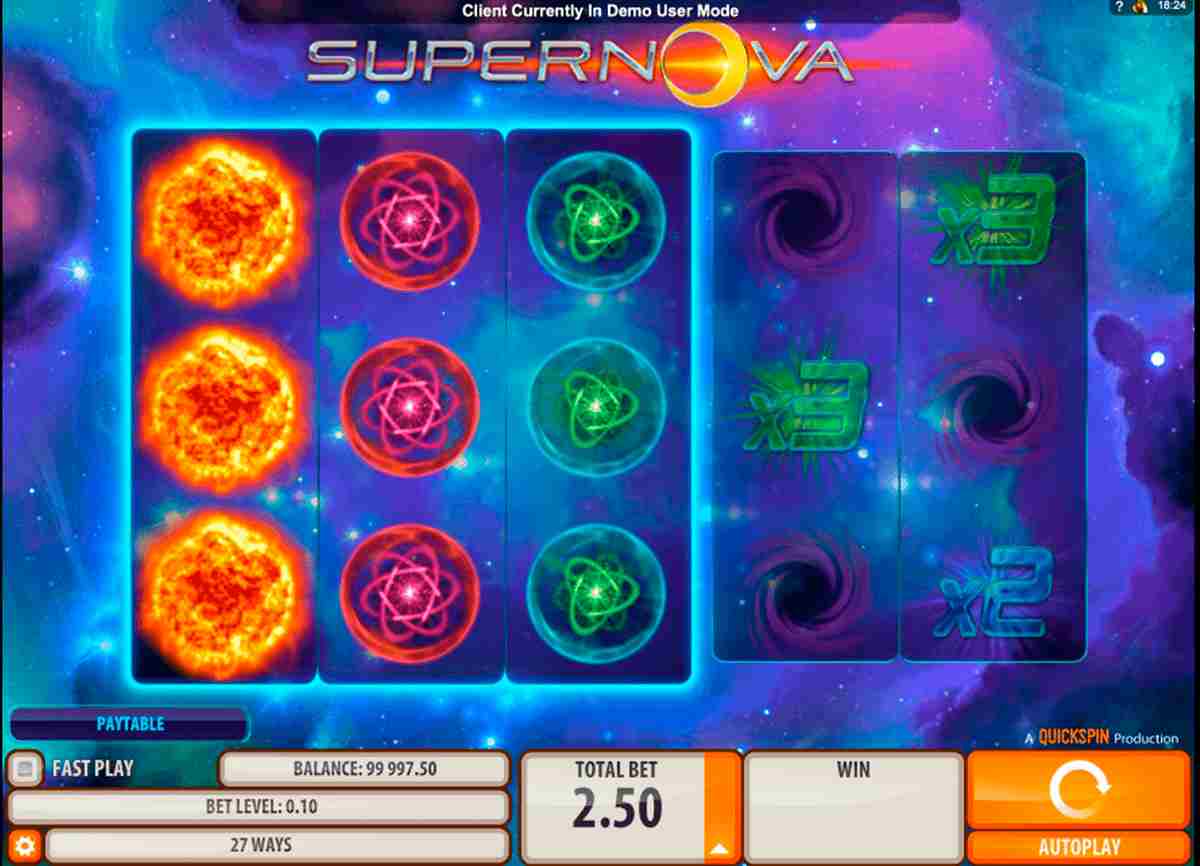 Client Currently In Demo User Mode
? 18:24
SUPERNOVA
x3
x3
x2
PAYTABLE
A QUICKSPIN Production
FAST PLAY
BALANCE: 99 997.50
TOTAL BET
WIN
2.50
BET LEVEL: 0.10
27 WAYS
AUTOPLAY